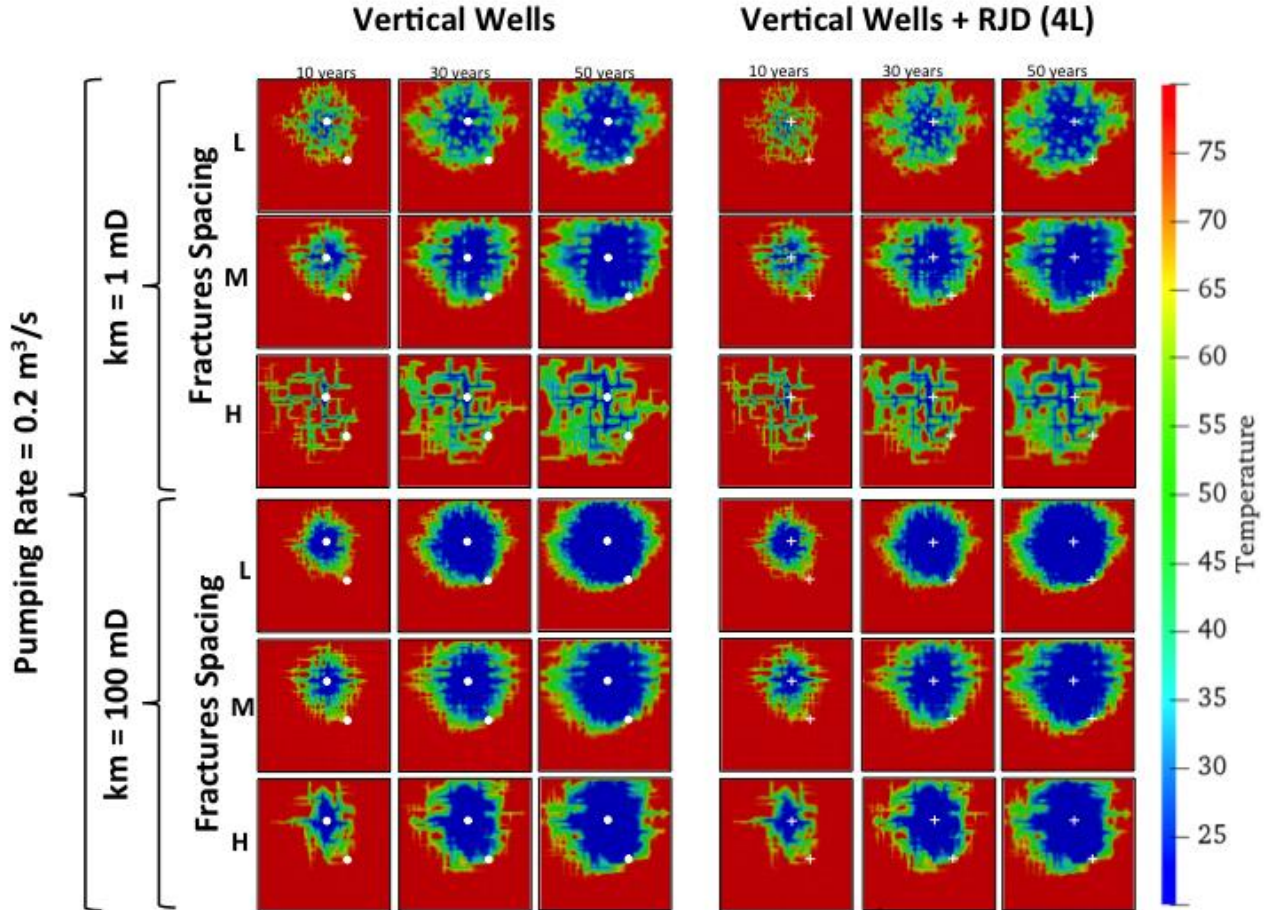 Vertical Wells
Vertical Wells + RJD (4L)
10 years
30 years
50 years
10 years
30 years
50 years
Pumping Rate = 0.2 m³/s
km = 1 mD
Fractures Spacing
L
M
H
km = 100 mD
Fractures Spacing
L
M
H
75
70
65
60
55
50
45
40
35
30
25
Temperature